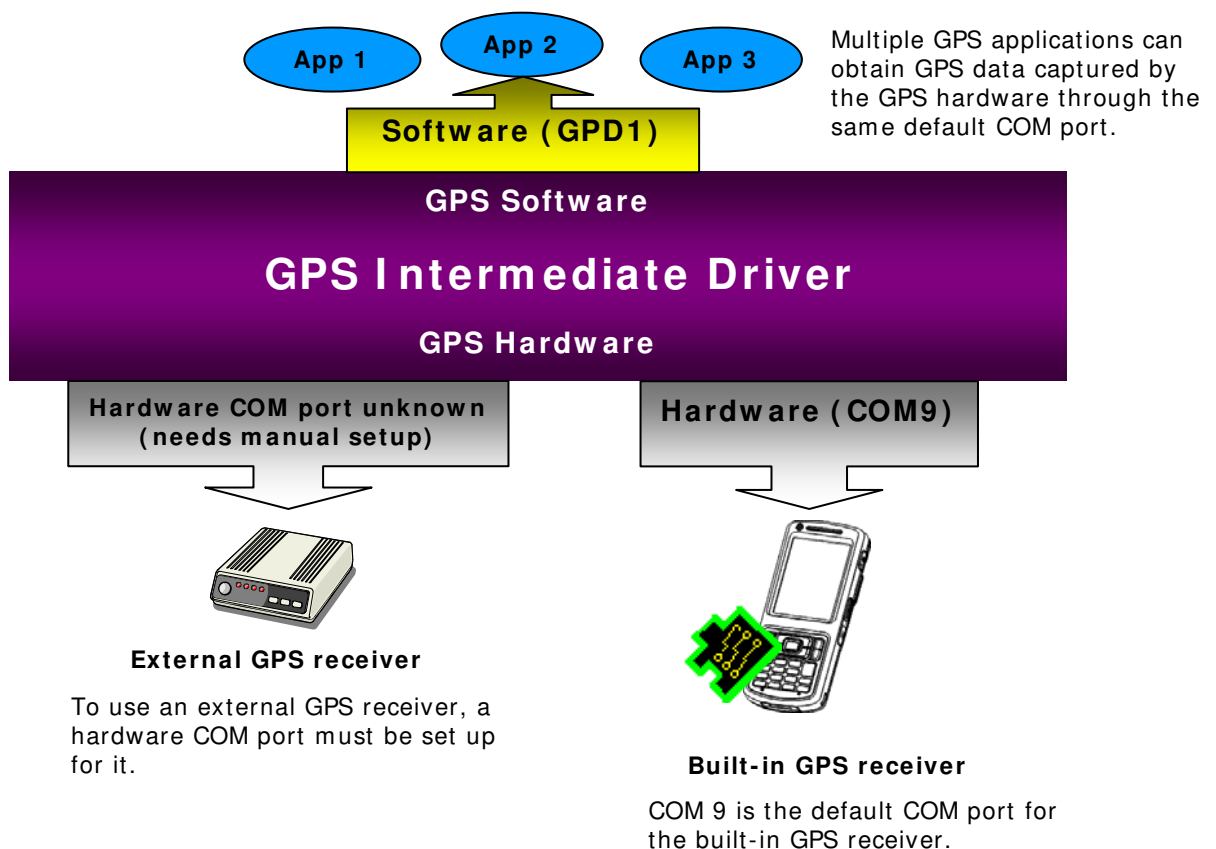 App 1
App 2
App 3
Multiple GPS applications can
obtain GPS data captured by
the GPS hardware through the
same default COM port.
Software (GPD1)
GPS Software
GPS Intermediate Driver
GPS Hardware
Hardware COM port unknown
(needs manual setup)
Hardware (COM9)
External GPS receiver
To use an external GPS receiver, a
hardware COM port must be set up
for it.
Built-in GPS receiver
COM 9 is the default COM port for
the built-in GPS receiver.